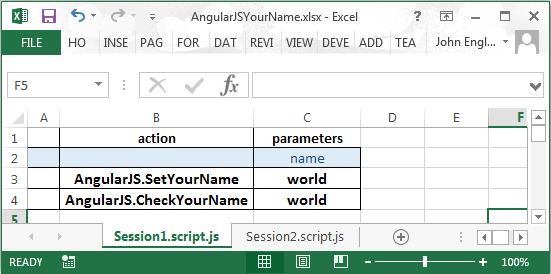 AngularJSYourName.xlsx - Excel
FILE HO INSE PAG FOR DAT REVI VIEW DEVE ADD TEA John Engl...
F5 fx
A B C D E F
1 action parameters
2 name
3 AngularJS.SetYourName world
4 AngularJS.CheckYourName world
5
Session1.script.js Session2.script.js
READY 100%